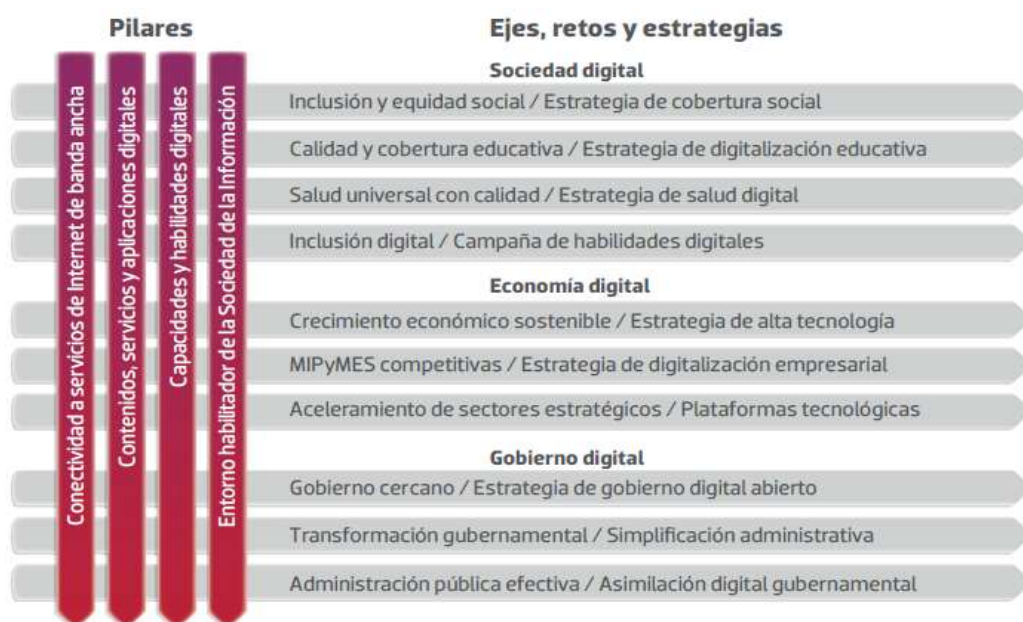 Pilares
Ejes, retos y estrategias
Conectividad a servicios de Internet de banda ancha
Contenidos, servicios y aplicaciones digitales
Capacidades y habilidades digitales
Entorno habilitador de la Sociedad de la Información
Sociedad digital
Inclusión y equidad social / Estrategia de cobertura social
Calidad y cobertura educativa / Estrategia de digitalización educativa
Salud universal con calidad / Estrategia de salud digital
Inclusión digital / Campaña de habilidades digitales
Economía digital
Crecimiento económico sostenible / Estrategia de alta tecnología
MIPyMES competitivas / Estrategia de digitalización empresarial
Aceleramiento de sectores estratégicos / Plataformas tecnológicas
Gobierno digital
Gobierno cercano / Estrategia de gobierno digital abierto
Transformación gubernamental / Simplificación administrativa
Administración pública efectiva / Asimilación digital gubernamental